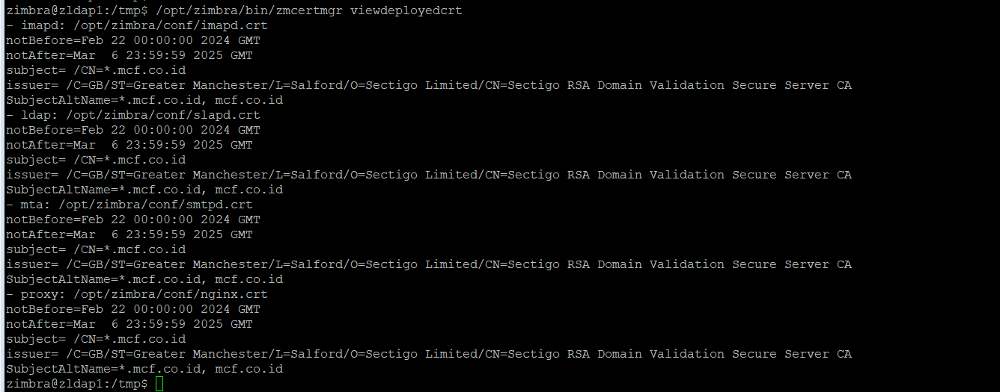 zimbra@zldap1:/tmp$ /opt/zimbra/bin/zmcertmgr viewdeployedcrt
- imapd: /opt/zimbra/conf/imapd.crt
notBefore=Feb 22 00:00:00 2024 GMT
notAfter=Mar  6 23:59:59 2025 GMT
subject= /CN=*.mcf.co.id
issuer= /C=GB/ST=Greater Manchester/L=Salford/O=Sectigo Limited/CN=Sectigo RSA Domain Validation Secure Server CA
SubjectAltName=*.mcf.co.id, mcf.co.id
- ldap: /opt/zimbra/conf/slapd.crt
notBefore=Feb 22 00:00:00 2024 GMT
notAfter=Mar  6 23:59:59 2025 GMT
subject= /CN=*.mcf.co.id
issuer= /C=GB/ST=Greater Manchester/L=Salford/O=Sectigo Limited/CN=Sectigo RSA Domain Validation Secure Server CA
SubjectAltName=*.mcf.co.id, mcf.co.id
- mta: /opt/zimbra/conf/smtpd.crt
notBefore=Feb 22 00:00:00 2024 GMT
notAfter=Mar  6 23:59:59 2025 GMT
subject= /CN=*.mcf.co.id
issuer= /C=GB/ST=Greater Manchester/L=Salford/O=Sectigo Limited/CN=Sectigo RSA Domain Validation Secure Server CA
SubjectAltName=*.mcf.co.id, mcf.co.id
- proxy: /opt/zimbra/conf/nginx.crt
notBefore=Feb 22 00:00:00 2024 GMT
notAfter=Mar  6 23:59:59 2025 GMT
subject= /CN=*.mcf.co.id
issuer= /C=GB/ST=Greater Manchester/L=Salford/O=Sectigo Limited/CN=Sectigo RSA Domain Validation Secure Server CA
SubjectAltName=*.mcf.co.id, mcf.co.id
zimbra@zldap1:/tmp$